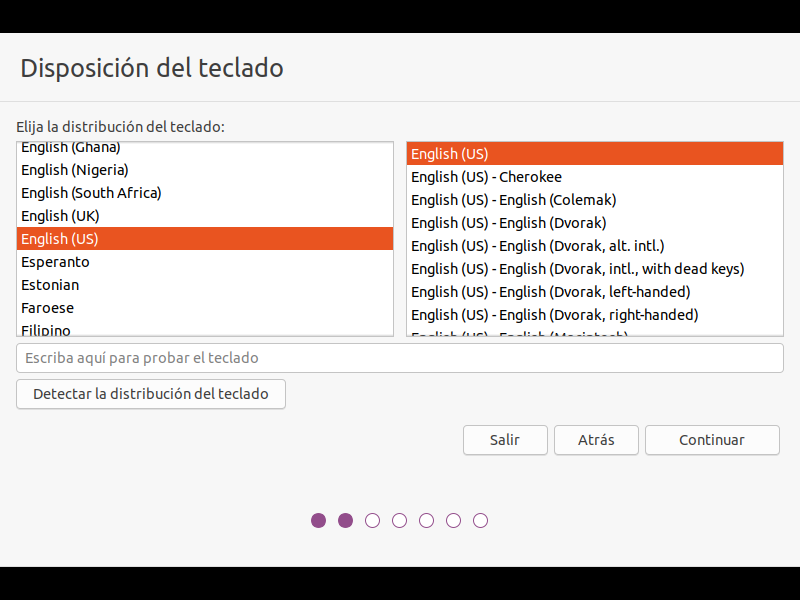 Disposición del teclado
Elija la distribución del teclado:
English (Ghana)
English (Nigeria)
English (South Africa)
English (UK)
English (US)
Esperanto
Estonian
Faroese
Filipino
English (US)
English (US) - Cherokee
English (US) - English (Colemak)
English (US) - English (Dvorak)
English (US) - English (Dvorak, alt. intl.)
English (US) - English (Dvorak, intl., with dead keys)
English (US) - English (Dvorak, left-handed)
English (US) - English (Dvorak, right-handed)
English (US) - English (Macintosh)
Escriba aquí para probar el teclado
Detectar la distribución del teclado
Salir
Atrás
Continuar